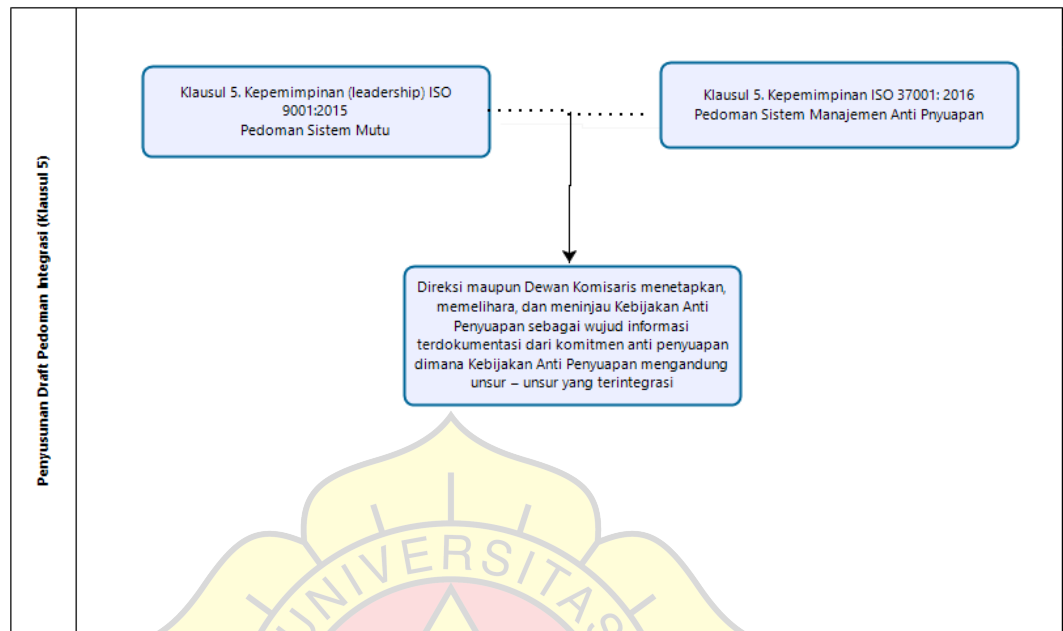 Penyusunan Draft Pedoman Integrasi (Klausul 5)
Klausul 5. Kepemimpinan (leadership) ISO
9001:2015
Pedoman Sistem Mutu
Klausul 5. Kepemimpinan ISO 37001: 2016
Pedoman Sistem Manajemen Anti Pnyuapan
Direksi maupun Dewan Komisaris menetapkan,
memelihara, dan meninjau Kebijakan Anti
Penyuapan sebagai wujud informasi
terdokumentasi dari komitmen anti penyuapan
dimana Kebijakan Anti Penyuapan mengandung
unsur – unsur yang terintegrasi
UNIVERSITAS